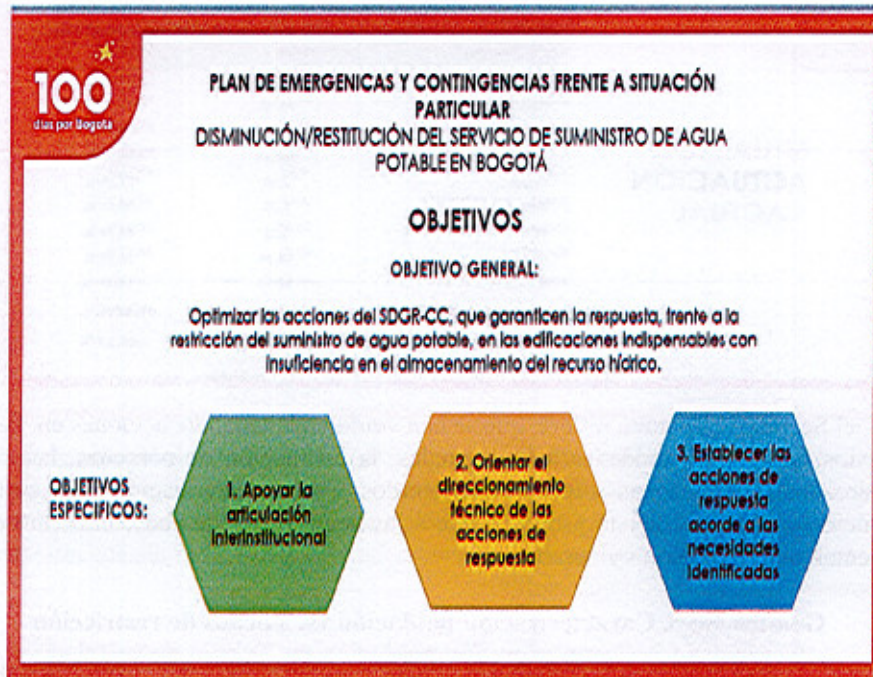 100
días por Bogotá
PLAN DE EMERGENICAS Y CONTINGENCIAS FRENTE A SITUACIÓN
PARTICULAR
DISMINUCIÓN/RESTITUCIÓN DEL SERVICIO DE SUMINISTRO DE AGUA
POTABLE EN BOGOTÁ
OBJETIVOS
OBJETIVO GENERAL:
Optimizar las acciones del SDGR-CC, que garanticen la respuesta, frente a la
restricción del suministro de agua potable, en las edificaciones indispensables con
insuficiencia en el almacenamiento del recurso hídrico.
OBJETIVOS
ESPECIFICOS:
1. Apoyar la
articulación
interinstitucional
2. Orientar el
direccionamiento
técnico de las
acciones de
respuesta
3. Establecer las
acciones de
respuesta
acorde a las
necesidades
identificadas